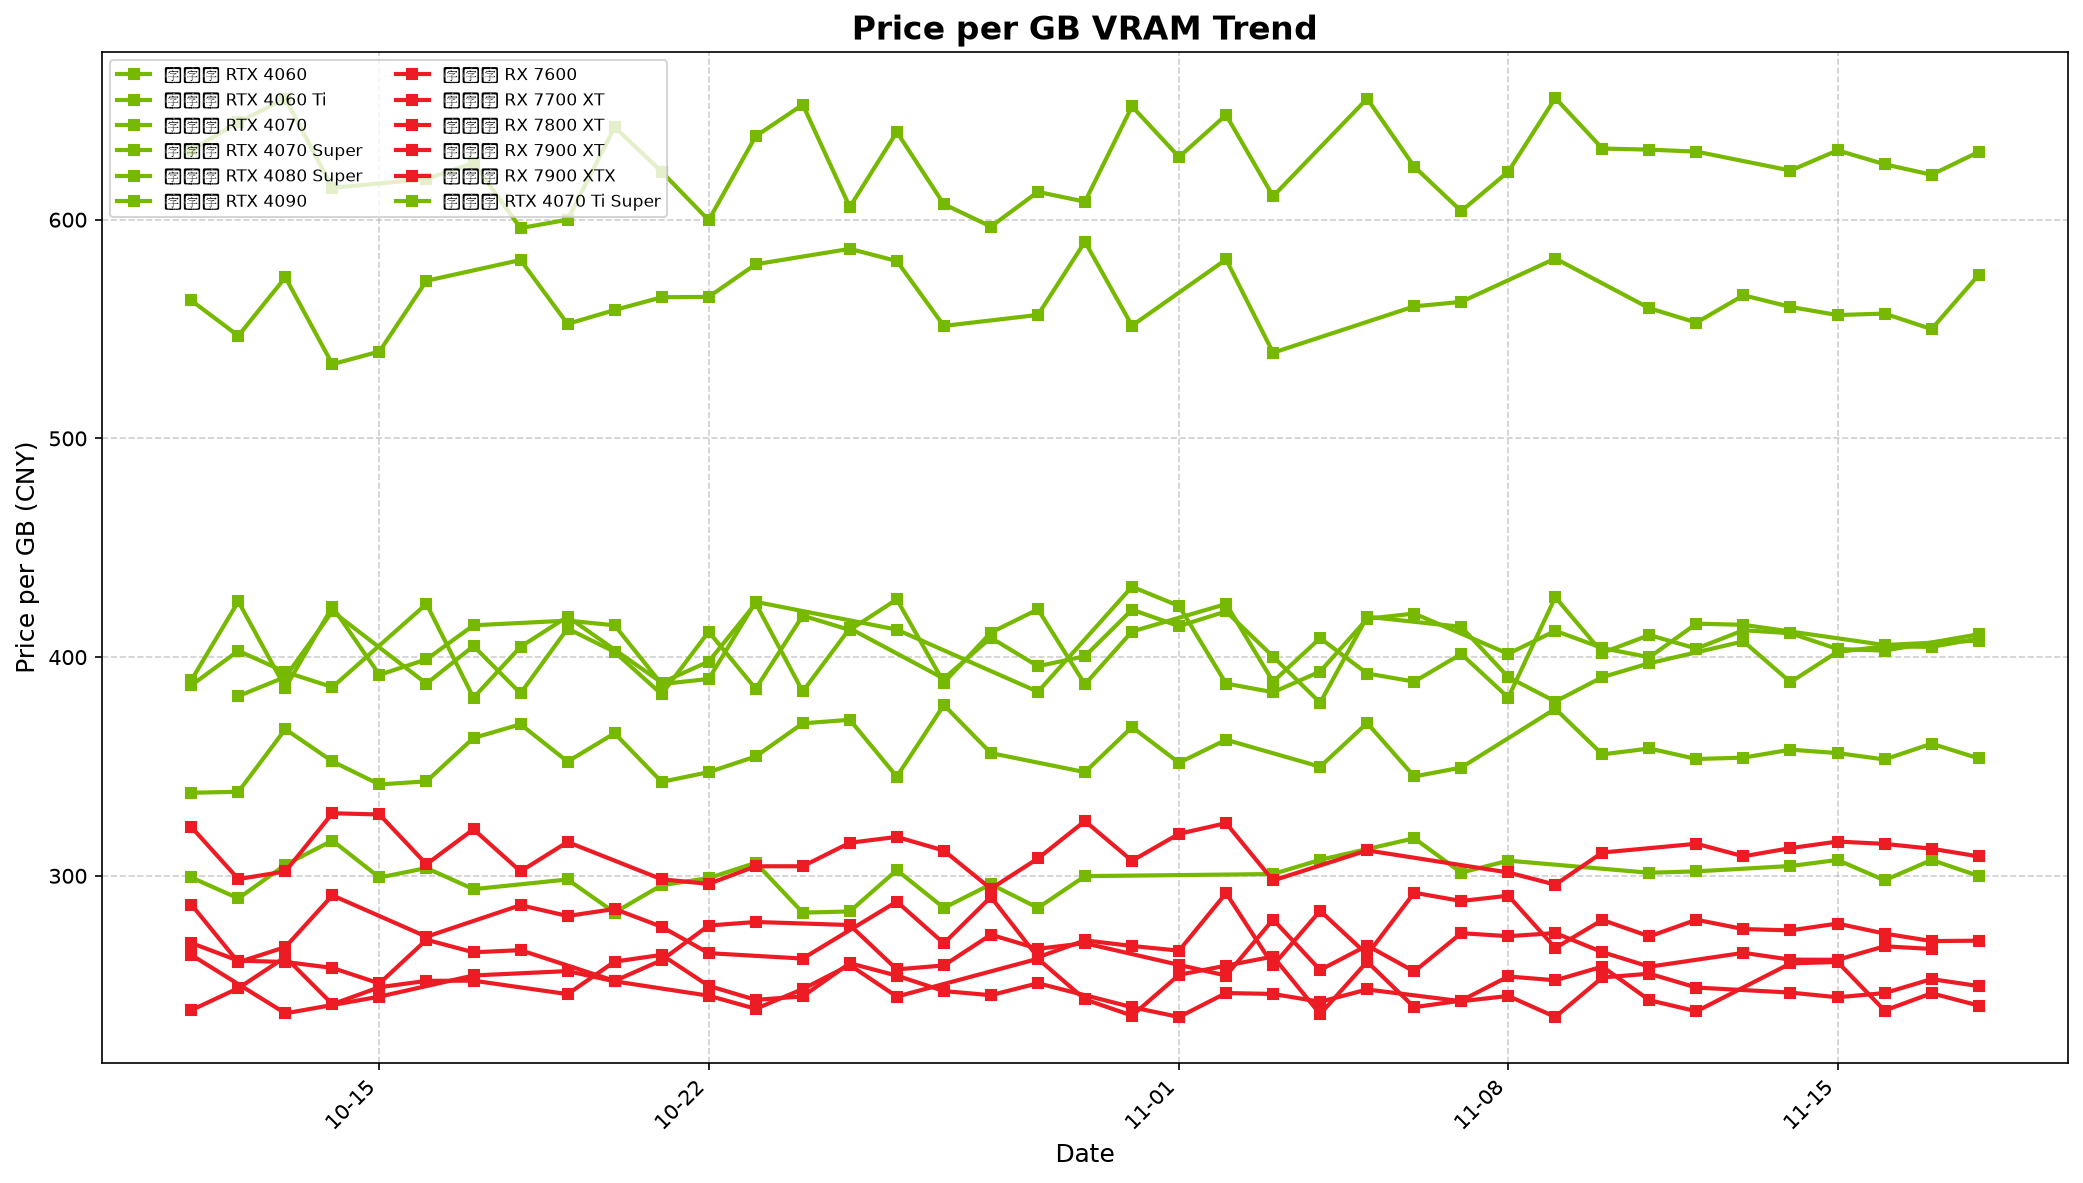 Price per GB VRAM Trend
RTX 4060
RTX 4060 Ti
RTX 4070
RTX 4070 Super
RTX 4080 Super
RTX 4090
RX 7600
RX 7700 XT
RX 7800 XT
RX 7900 XT
RX 7900 XTX
RTX 4070 Ti Super
Price per GB (CNY)
600
500
400
300
10-15
10-22
11-01
11-08
11-15
Date